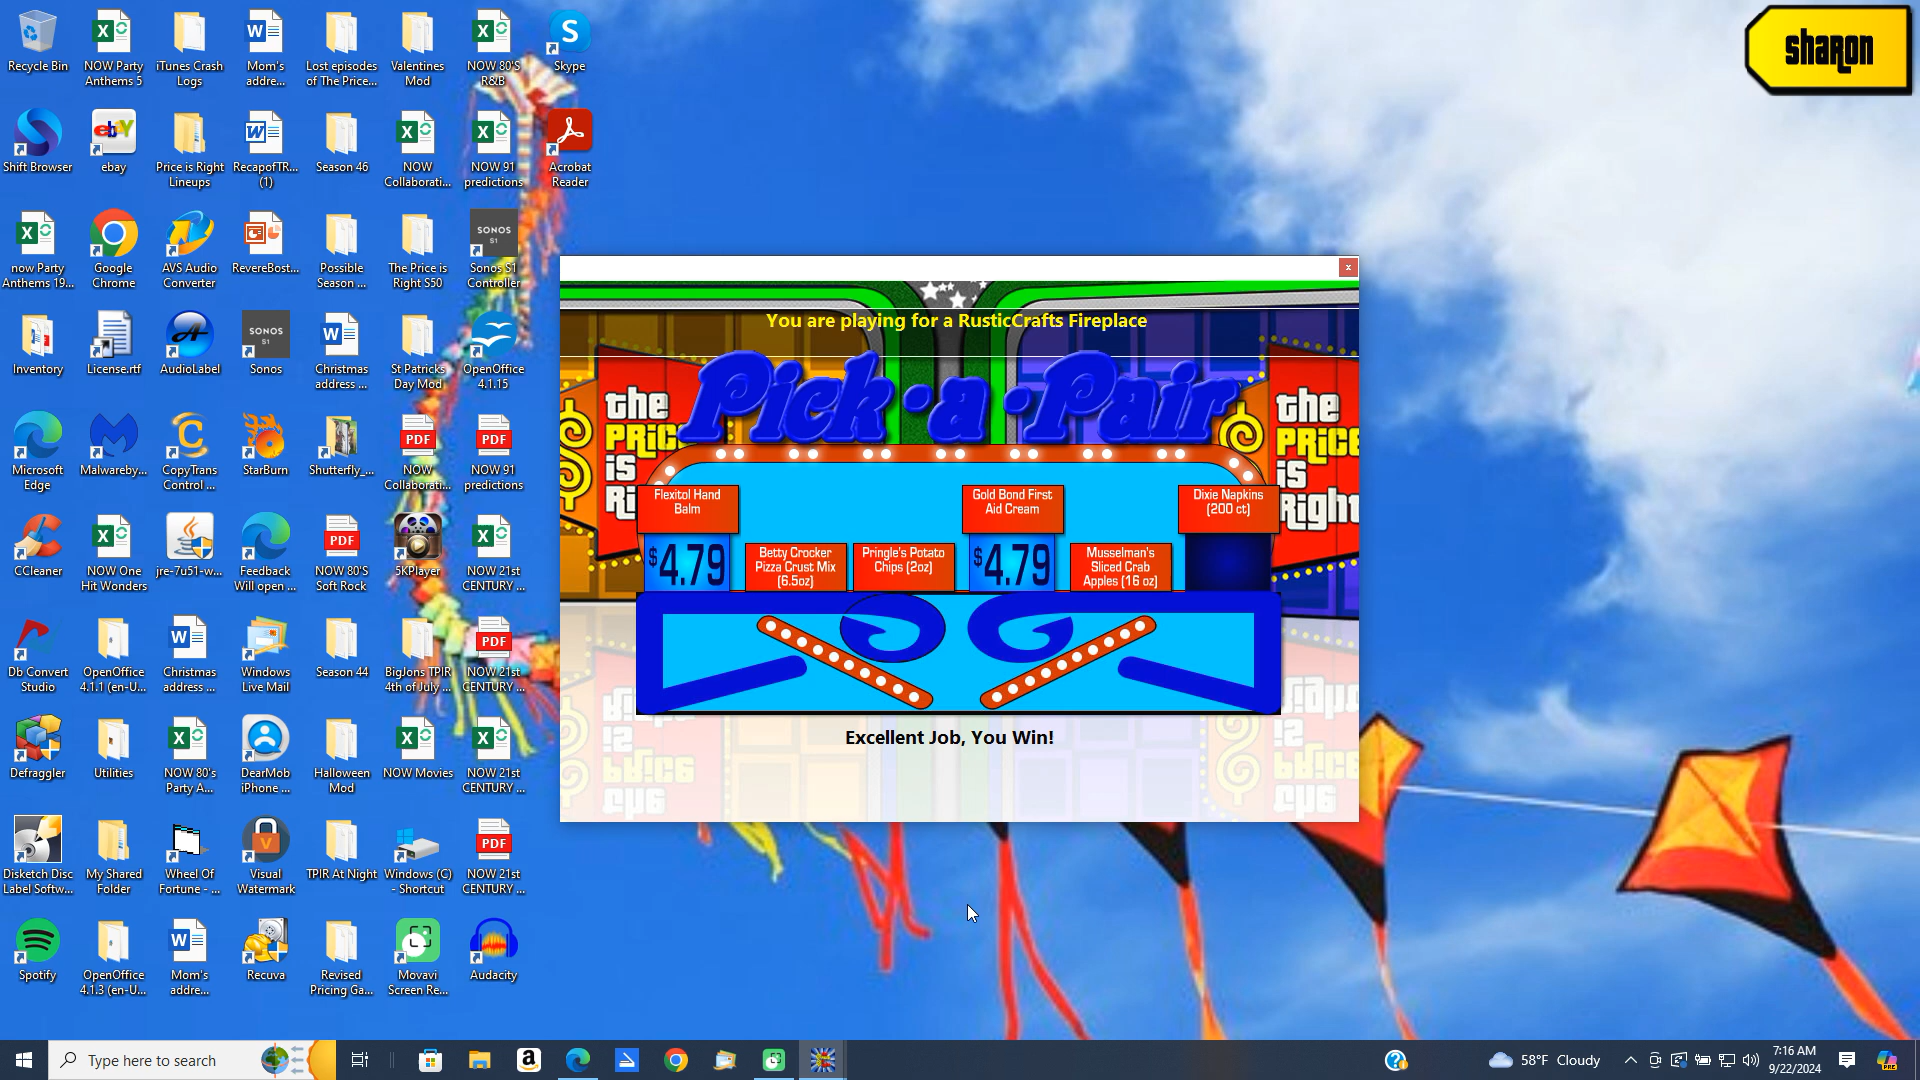 Recycle Bin
NOW Party
Anthems 5
iTunes Crash
Logs
Mom's
addre...
Lost episodes
of The Price...
Valentines
Mod
NOW 80'S
R&B
Skype
sharon
Shift Browser
ebay
Price is Right
Lineups
RecapofTR...
(1)
Season 46
NOW
Collaborati...
NOW 91
predictions
Acrobat
Reader
now Party
Anthems 19...
Google
Chrome
AVS Audio
Converter
RevereBost...
Possible
Season ...
The Price is
Right S50
SONOS
S1
Sonos S1
Controller
Inventory
License.rtf
AudioLabel
SONOS
S1
Sonos
Christmas
address ...
St Patricks
Day Mod
OpenOffice
4.1.15
Microsoft
Edge
Malwareby...
CopyTrans
Control ...
StarBurn
Shutterfly_...
PDF
NOW
Collaborati...
PDF
NOW 91
predictions
CCleaner
NOW One
Hit Wonders
jre-7u51-w...
Feedback
Will open ...
PDF
NOW 80'S
Soft Rock
5KPlayer
NOW 21st
CENTURY ...
Db Convert
Studio
OpenOffice
4.1.1 (en-U...
Christmas
address ...
Windows
Live Mail
Season 44
BigJons TPIR
4th of July ...
PDF
NOW 21st
CENTURY ...
Defraggler
Utilities
NOW 80's
Party A...
DearMob
iPhone ...
Halloween
Mod
NOW Movies
NOW 21st
CENTURY ...
Disketch Disc
Label Softw...
My Shared
Folder
Wheel Of
Fortune - ...
Visual
Watermark
TPIR At Night
Windows (C)
- Shortcut
PDF
NOW 21st
CENTURY ...
Spotify
OpenOffice
4.1.3 (en-U...
Mom's
addre...
Recuva
Revised
Pricing Ga...
Movavi
Screen Re...
Audacity
You are playing for a RusticCrafts Fireplace
Pick·a·Pair
the
PRICE
is
Ri
the
PRICE
is
Right
Flexitol Hand
Balm
Gold Bond First
Aid Cream
Dixie Napkins
(200 ct)
$4.79
$4.79
Betty Crocker
Pizza Crust Mix
(6.5oz)
Pringle's Potato
Chips (2oz)
Musselman's
Sliced Crab
Apples (16 oz)
Excellent Job, You Win!
Type here to search
58°F Cloudy
7:16 AM
9/22/2024